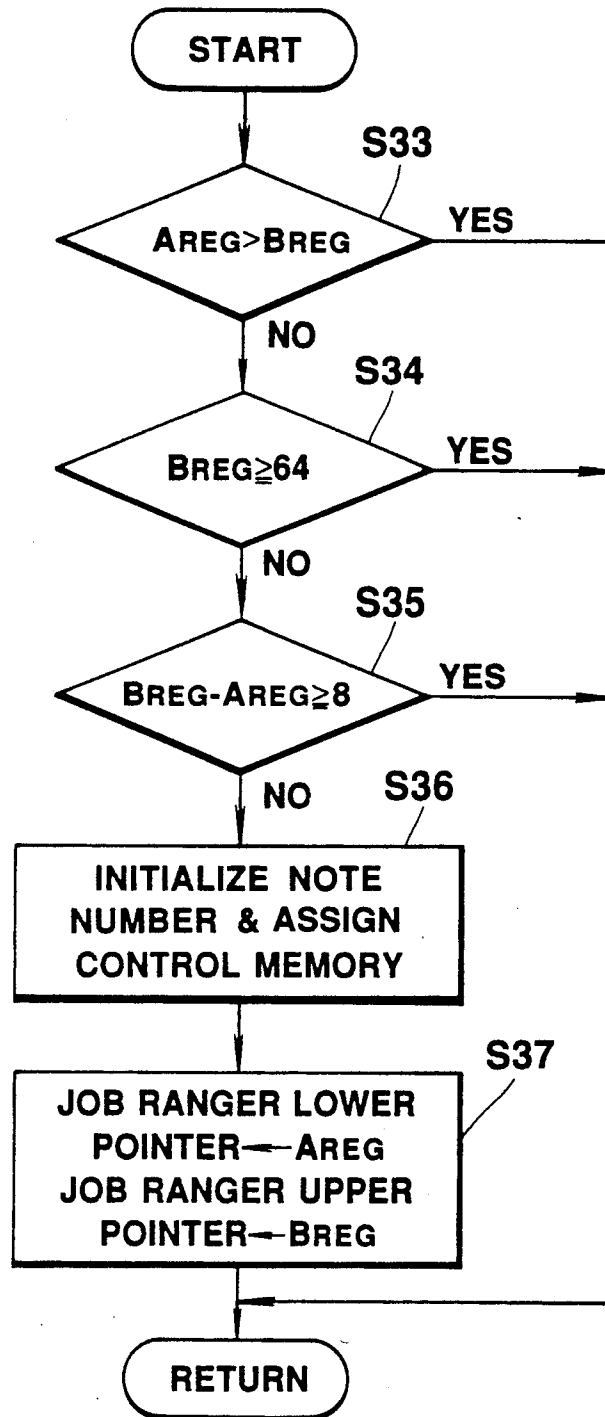 START
S33
AREG>BREG
YES
NO
S34
BREG≧64
YES
NO
S35
BREG-AREG≧8
YES
NO
S36
INITIALIZE NOTE
NUMBER & ASSIGN
CONTROL MEMORY
S37
JOB RANGER LOWER
POINTER←AREG
JOB RANGER UPPER
POINTER←BREG
RETURN